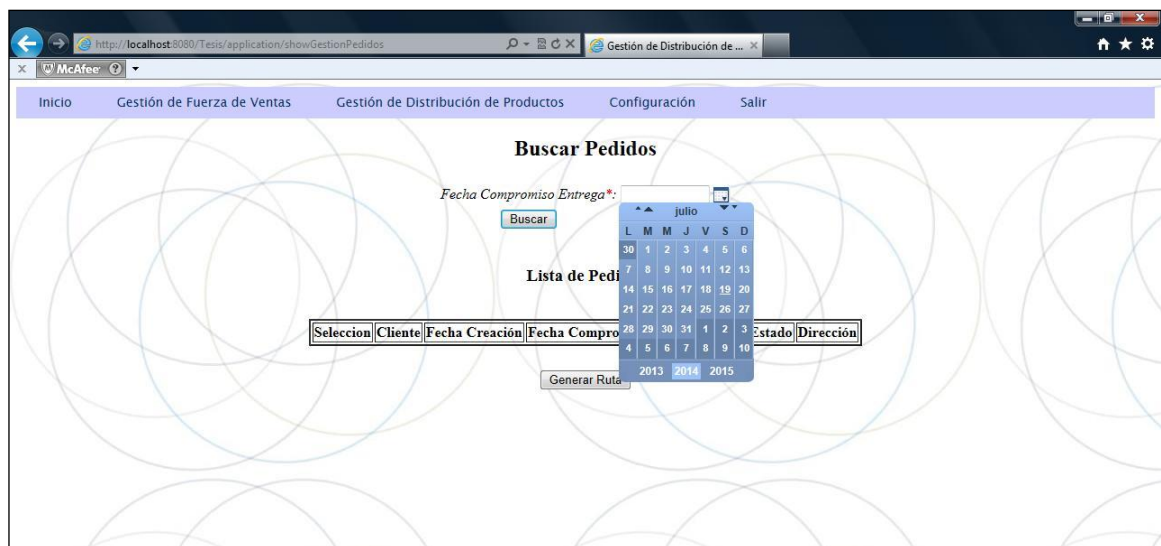 http://localhost:8080/Tesis/application/showGestionPedidos
Gestión de Distribución de ...
McAfee
Inicio Gestión de Fuerza de Ventas Gestión de Distribución de Productos Configuración Salir
Buscar Pedidos
Fecha Compromiso Entrega*:
Buscar
julio
L M M J V S D
30 1 2 3 4 5 6
7 8 9 10 11 12 13
14 15 16 17 18 19 20
21 22 23 24 25 26 27
28 29 30 31 1 2 3
4 5 6 7 8 9 10
2013 2014 2015
Lista de Pedi
Seleccion Cliente Fecha Creación Fecha Compro Estado Dirección
Generar Ruta